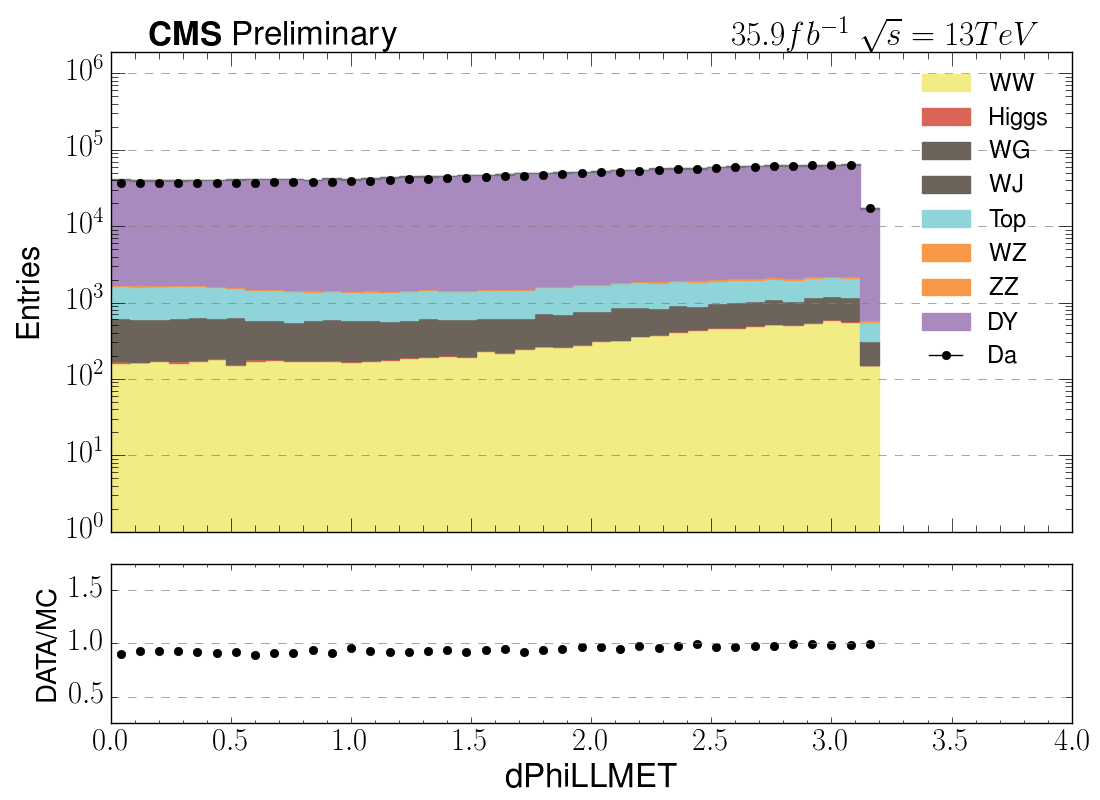 CMS Preliminary 35.9fb⁻¹ √s = 13TeV
Entries
10⁶
10⁵
10⁴
10³
10²
10¹
10⁰
WW
Higgs
WG
WJ
Top
WZ
ZZ
DY
Da
DATA/MC
1.5
1.0
0.5
0.0 0.5 1.0 1.5 2.0 2.5 3.0 3.5 4.0
dPhiLLMET